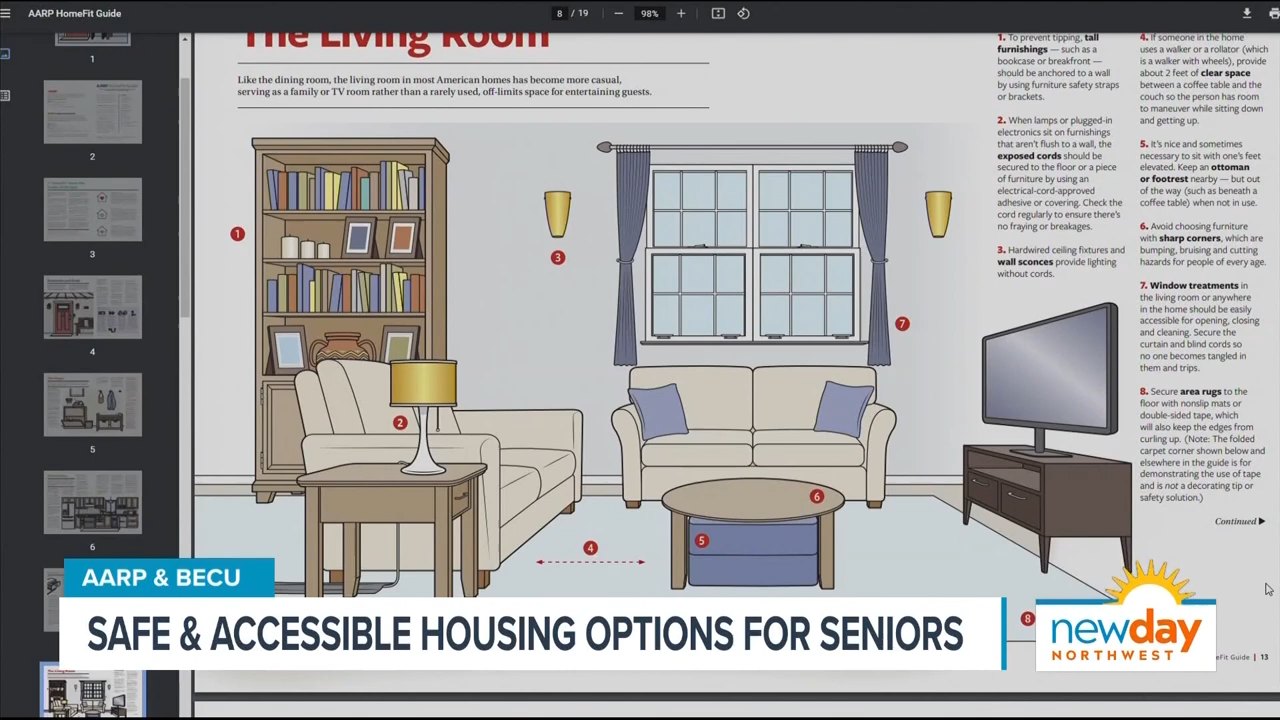 AARP HomeFit Guide
8 / 19
98%
1
2
3
4
5
6
The Living Room
Like the dining room, the living room in most American homes has become more casual,
serving as a family or TV room rather than a rarely used, off-limits space for entertaining guests.
1
2
3
4
5
6
7
8
1. To prevent tipping, tall
furnishings — such as a
bookcase or breakfront —
should be anchored to a wall
by using furniture safety straps
or brackets.
2. When lamps or plugged-in
electronics sit on furnishings
that aren't flush to a wall, the
exposed cords should be
secured to the floor or a piece
of furniture by using an
electrical-cord-approved
adhesive or covering. Check the
cord regularly to ensure there's
no fraying or breakages.
3. Hardwired ceiling fixtures and
wall sconces provide lighting
without cords.
4. If someone in the home
uses a walker or a rollator (which
is a walker with wheels), provide
about 2 feet of clear space
between a coffee table and the
couch so the person has room
to maneuver while sitting down
and getting up.
5. It's nice and sometimes
necessary to sit with one's feet
elevated. Keep an ottoman
or footrest nearby — but out
of the way (such as beneath a
coffee table) when not in use.
6. Avoid choosing furniture
with sharp corners, which are
bumping, bruising and cutting
hazards for people of every age.
7. Window treatments in
the living room or anywhere
in the home should be easily
accessible for opening, closing
and cleaning. Secure the
curtain and blind cords so
no one becomes tangled in
them and trips.
8. Secure area rugs to the
floor with nonslip mats or
double-sided tape, which
will also keep the edges from
curling up. (Note: The folded
carpet corner shown below and
elsewhere in the guide is for
demonstrating the use of tape
and is not a decorating tip or
safety solution.)
Continued ▶
AARP & BECU
SAFE & ACCESSIBLE HOUSING OPTIONS FOR SENIORS
newday
NORTHWEST
Guide | 13